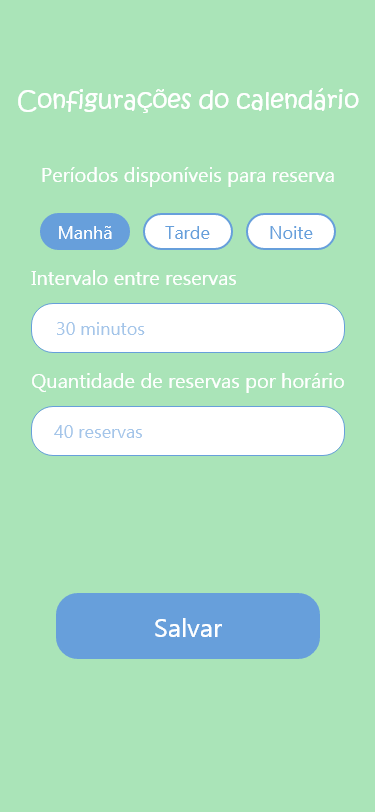 Configurações do calendário
Períodos disponíveis para reserva
Manhã Tarde Noite
Intervalo entre reservas
30 minutos
Quantidade de reservas por horário
40 reservas
Salvar